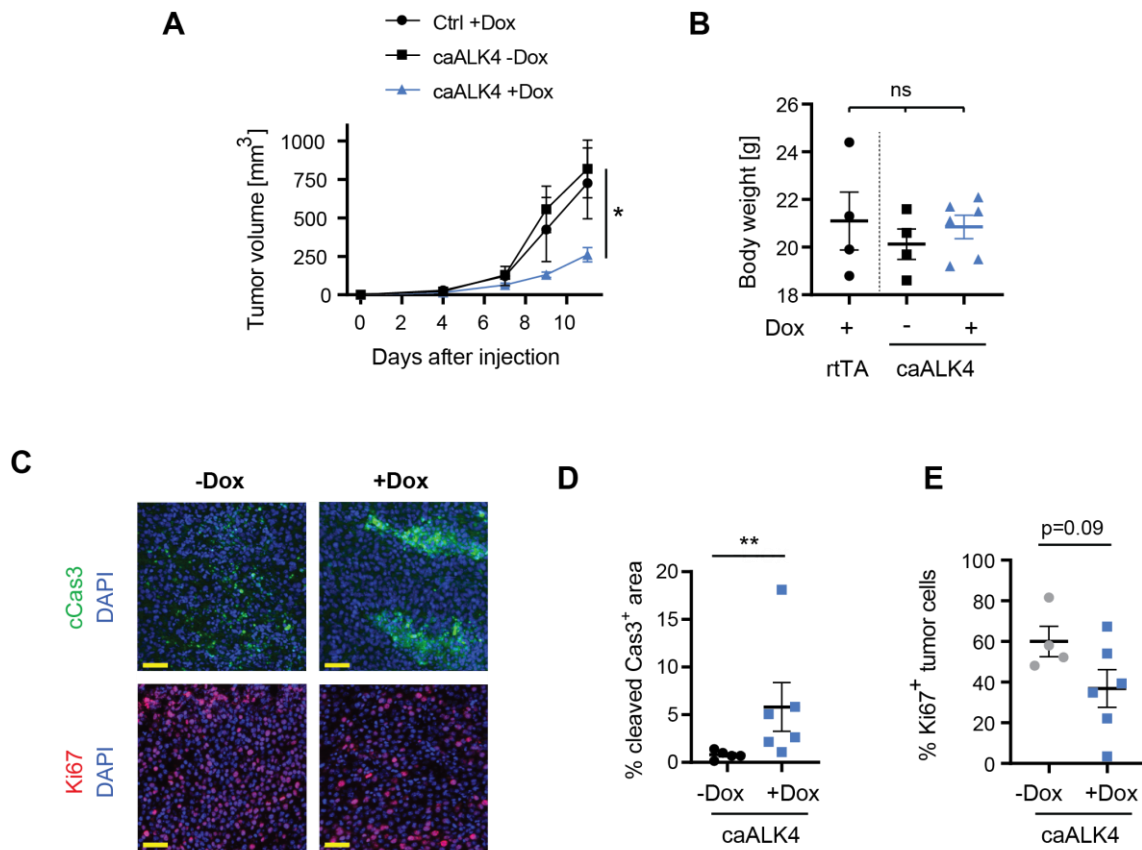 A
Ctrl +Dox
caALK4 -Dox
caALK4 +Dox
Tumor volume [mm³]
1000
750
500
250
0
0 2 4 6 8 10
Days after injection
*
B
ns
Body weight [g]
26
24
22
20
18
Dox + - +
rtTA caALK4
C
-Dox +Dox
cCas3
DAPI
Ki67
DAPI
D
**
% cleaved Cas3⁺ area
20
15
10
5
0
-Dox +Dox
caALK4
E
p=0.09
% Ki67⁺ tumor cells
100
80
60
40
20
0
-Dox +Dox
caALK4